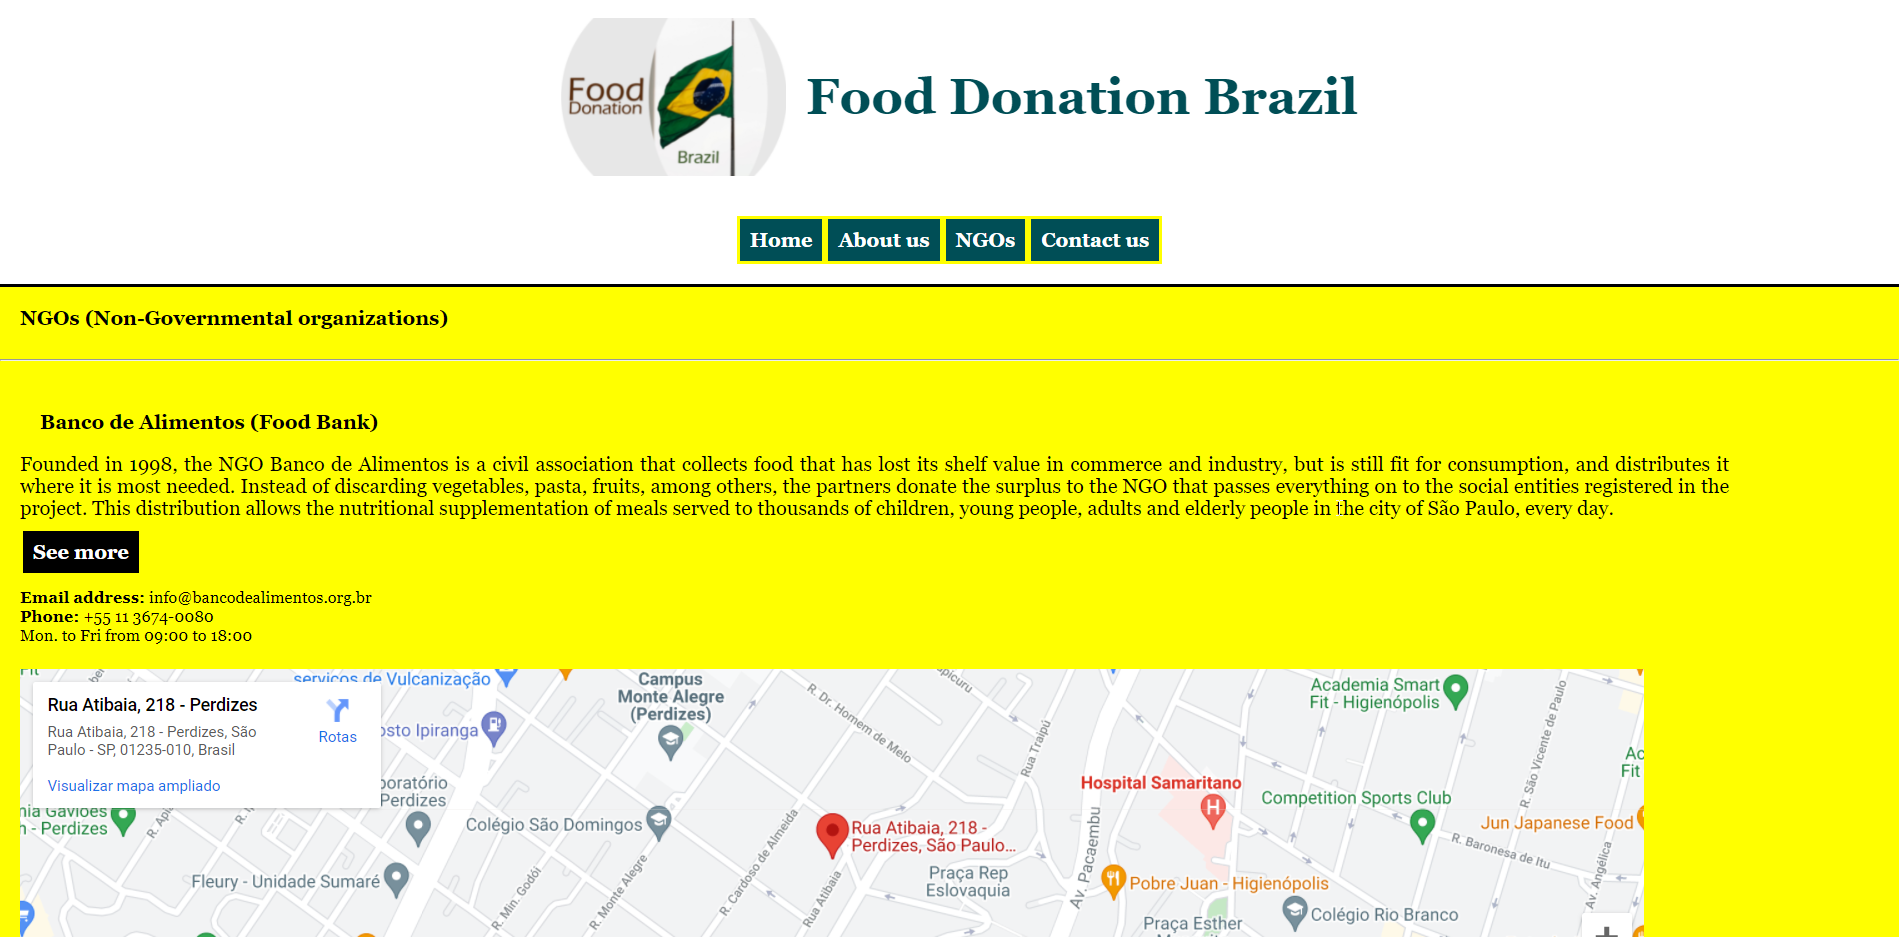 Food
Donation
Brazil
Food Donation Brazil
Home
About us
NGOs
Contact us
NGOs (Non-Governmental organizations)
Banco de Alimentos (Food Bank)
Founded in 1998, the NGO Banco de Alimentos is a civil association that collects food that has lost its shelf value in commerce and industry, but is still fit for consumption, and distributes it
where it is most needed. Instead of discarding vegetables, pasta, fruits, among others, the partners donate the surplus to the NGO that passes everything on to the social entities registered in the
project. This distribution allows the nutritional supplementation of meals served to thousands of children, young people, adults and elderly people in the city of São Paulo, every day.
See more
Email address: info@bancodealimentos.org.br
Phone: +55 11 3674-0080
Mon. to Fri from 09:00 to 18:00
Rua Atibaia, 218 - Perdizes
Rua Atibaia, 218 - Perdizes, São
Paulo - SP, 01235-010, Brasil
Rotas
Visualizar mapa ampliado
serviços de Vulcanização
Campus
Monte Alegre
(Perdizes)
osto Ipiranga
boratório
Perdizes
n - Perdizes
Colégio São Domingos
Fleury - Unidade Sumaré
R. Min. Godói
R. Monte Alegre
R. Cardoso de Almeida
Rua Atibaia
R. Dr. Homem de Melo
Rua Traipú
Rua Atibaia, 218 -
Perdizes, São Paulo...
Praça Rep
Eslovaquia
Av. Pacaembu
Hospital Samaritano
H
Academia Smart
Fit - Higienópolis
Competition Sports Club
R. São Vicente de Paulo
Jun Japanese Food
R. Baronesa de Itu
Av. Angélica
Pobre Juan - Higienópolis
Praça Esther
Colégio Rio Branco
Ac
Fit